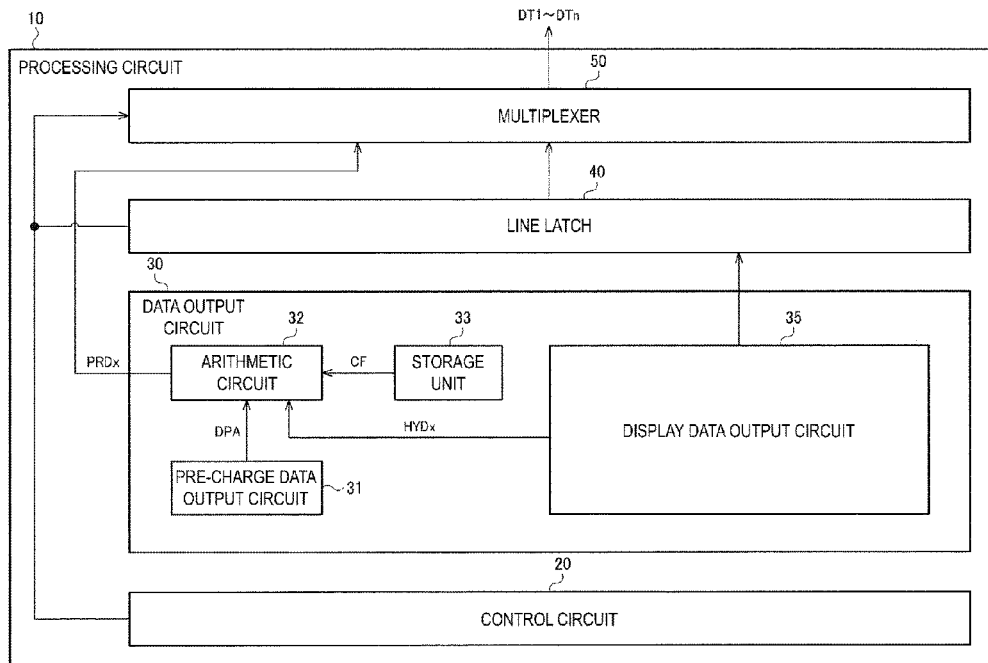 DT1~DTn
10
PROCESSING CIRCUIT
50
MULTIPLEXER
40
LINE LATCH
30
DATA OUTPUT
CIRCUIT
32
33
35
PRDx
ARITHMETIC
CIRCUIT
CF
STORAGE
UNIT
DPA
HYDx
DISPLAY DATA OUTPUT CIRCUIT
PRE-CHARGE DATA
OUTPUT CIRCUIT
31
20
CONTROL CIRCUIT